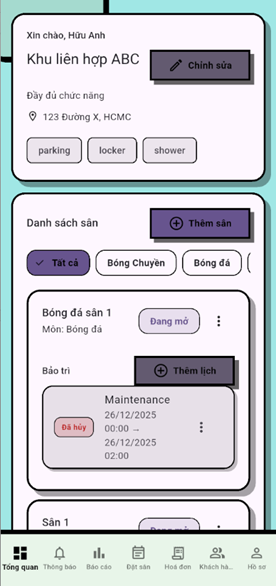 Xin chào, Hữu Anh
Khu liên hợp ABC
Chỉnh sửa
Đầy đủ chức năng
123 Đường X, HCMC
parking
locker
shower
Danh sách sân
Thêm sân
Tất cả
Bóng Chuyền
Bóng đá
Bóng đá sân 1
Môn: Bóng đá
Đang mở
Bảo trì
Thêm lịch
Đã hủy
Maintenance
26/12/2025
00:00 →
26/12/2025
02:00
Sân 1
Đang mở
Tổng quan
Thông báo
Báo cáo
Đặt sân
Hoá đơn
Khách hà...
Hồ sơ